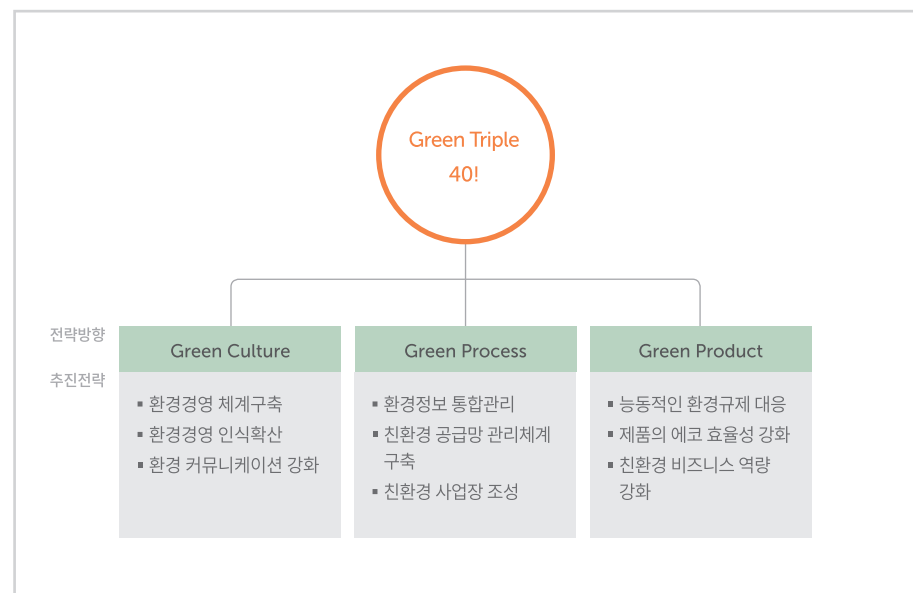 Green Triple
40!
전략방향
Green Culture
Green Process
Green Product
추진전략
▪ 환경경영 체계구축
▪ 환경경영 인식확산
▪ 환경 커뮤니케이션 강화
▪ 환경정보 통합관리
▪ 친환경 공급망 관리체계
구축
▪ 친환경 사업장 조성
▪ 능동적인 환경규제 대응
▪ 제품의 에코 효율성 강화
▪ 친환경 비즈니스 역량
강화